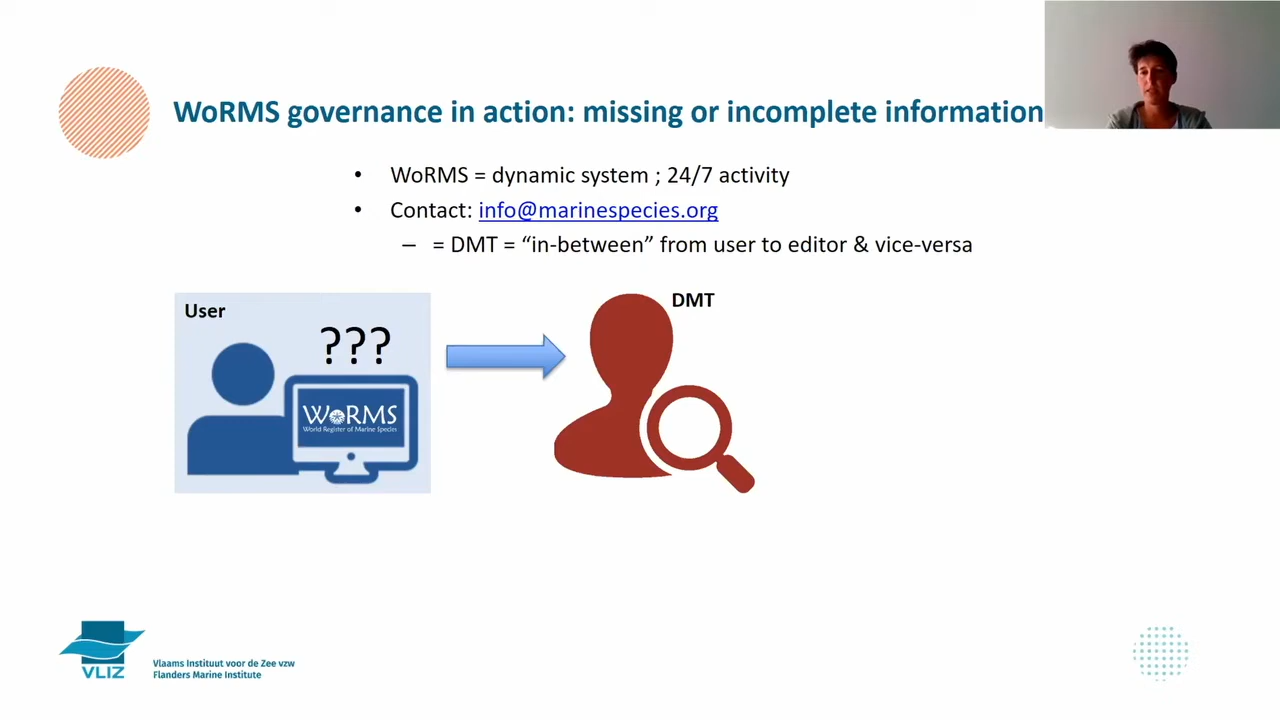 WoRMS governance in action: missing or incomplete information
• WoRMS = dynamic system ; 24/7 activity
• Contact: info@marinespecies.org
– = DMT = “in-between” from user to editor & vice-versa
User
???
WoRMS
World Register of Marine Species
DMT
VLIZ
Vlaams Instituut voor de Zee vzw
Flanders Marine Institute